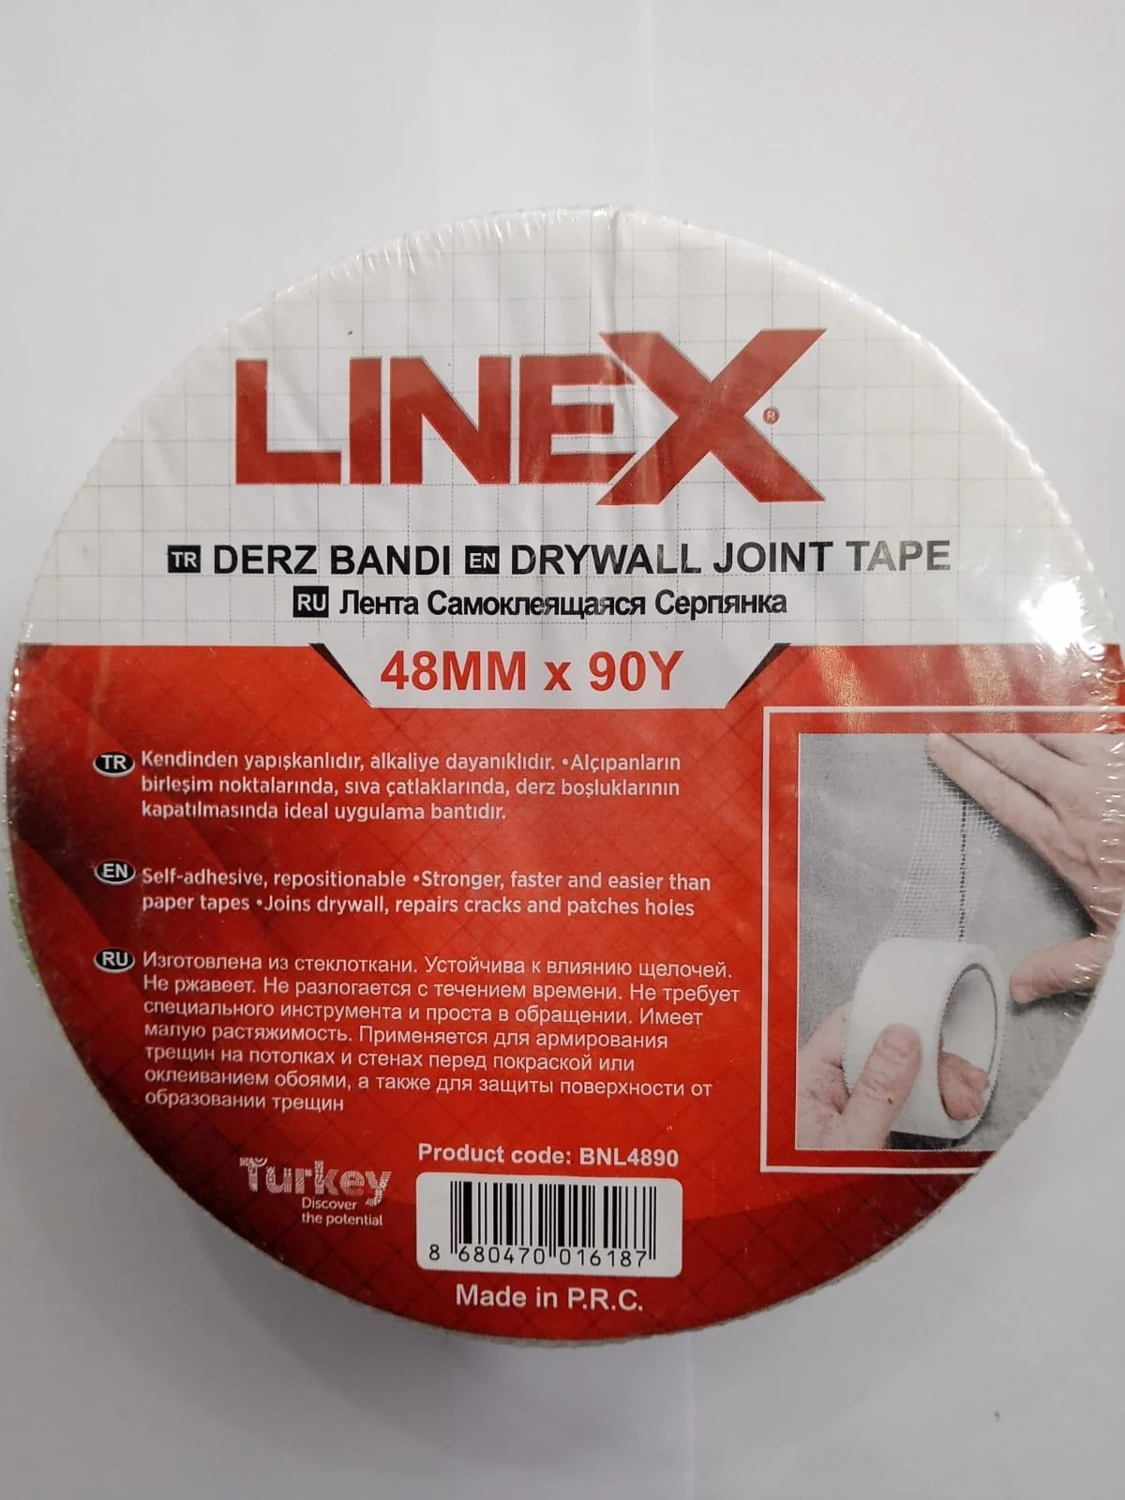 LINEX®
TR DERZ BANDI EN DRYWALL JOINT TAPE
RU Лента Самоклеящаяся Серпянка
48MM x 90Y
TR Kendinden yapışkanlıdır, alkaliye dayanıklıdır. •Alçıpanların
birleşim noktalarında, sıva çatlaklarında, derz boşluklarının
kapatılmasında ideal uygulama bantıdır.
EN Self-adhesive, repositionable •Stronger, faster and easier than
paper tapes •Joins drywall, repairs cracks and patches holes
RU Изготовлена из стеклоткани. Устойчива к влиянию щелочей.
Не ржавеет. Не разлогается с течением времени. Не требует
специального инструмента и проста в обращении. Имеет
малую растяжимость. Применяется для армирования
трещин на потолках и стенах перед покраской или
оклеиванием обоями, а также для защиты поверхности от
образовании трещин
Turkey
Discover
the potential
Product code: BNL4890
8 680470 016187
Made in P.R.C.